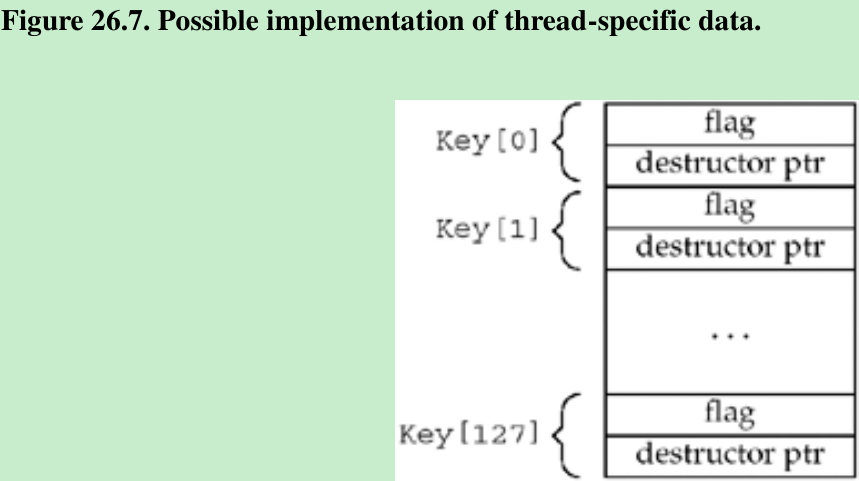 Figure 26.7. Possible implementation of thread-specific data.
flag
Key[0]
destructor ptr
flag
Key[1]
destructor ptr
...
flag
Key[127]
destructor ptr